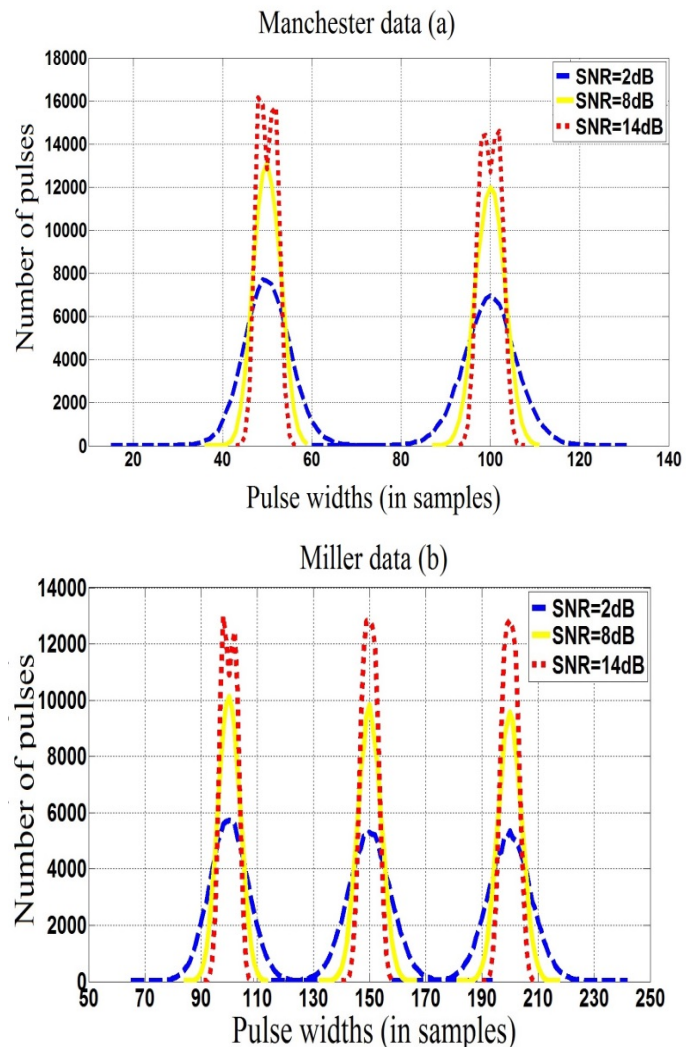 Manchester data (a)
18000
16000
14000
12000
10000
8000
6000
4000
2000
0
Number of pulses
SNR=2dB
SNR=8dB
SNR=14dB
20 40 60 80 100 120 140
Pulse widths (in samples)
Miller data (b)
14000
12000
10000
8000
6000
4000
2000
0
Number of pulses
SNR=2dB
SNR=8dB
SNR=14dB
50 70 90 110 130 150 170 190 210 230 250
Pulse widths (in samples)